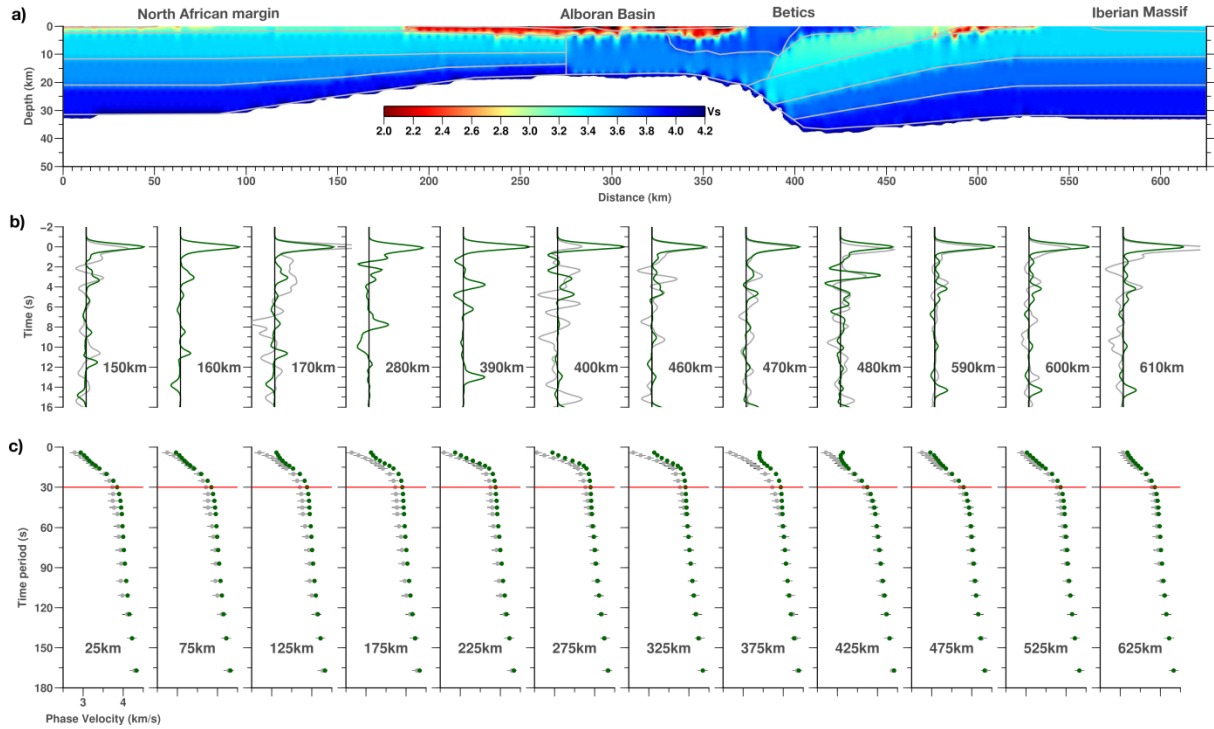 a)
North African margin Alboran Basin Betics Iberian Massif
0
10
20
30
40
50
Depth (km)
Vs
2.0 2.2 2.4 2.6 2.8 3.0 3.2 3.4 3.6 3.8 4.0 4.2
0 50 100 150 200 250 300 350 400 450 500 550 600
Distance (km)
b)
−2
0
2
4
6
8
10
12
14
16
Time (s)
150km 160km 170km 280km 390km 400km 460km 470km 480km 590km 600km 610km
c)
0
30
60
90
120
150
180
Time period (s)
25km 75km 125km 175km 225km 275km 325km 375km 425km 475km 525km 625km
3 4
Phase Velocity (km/s)